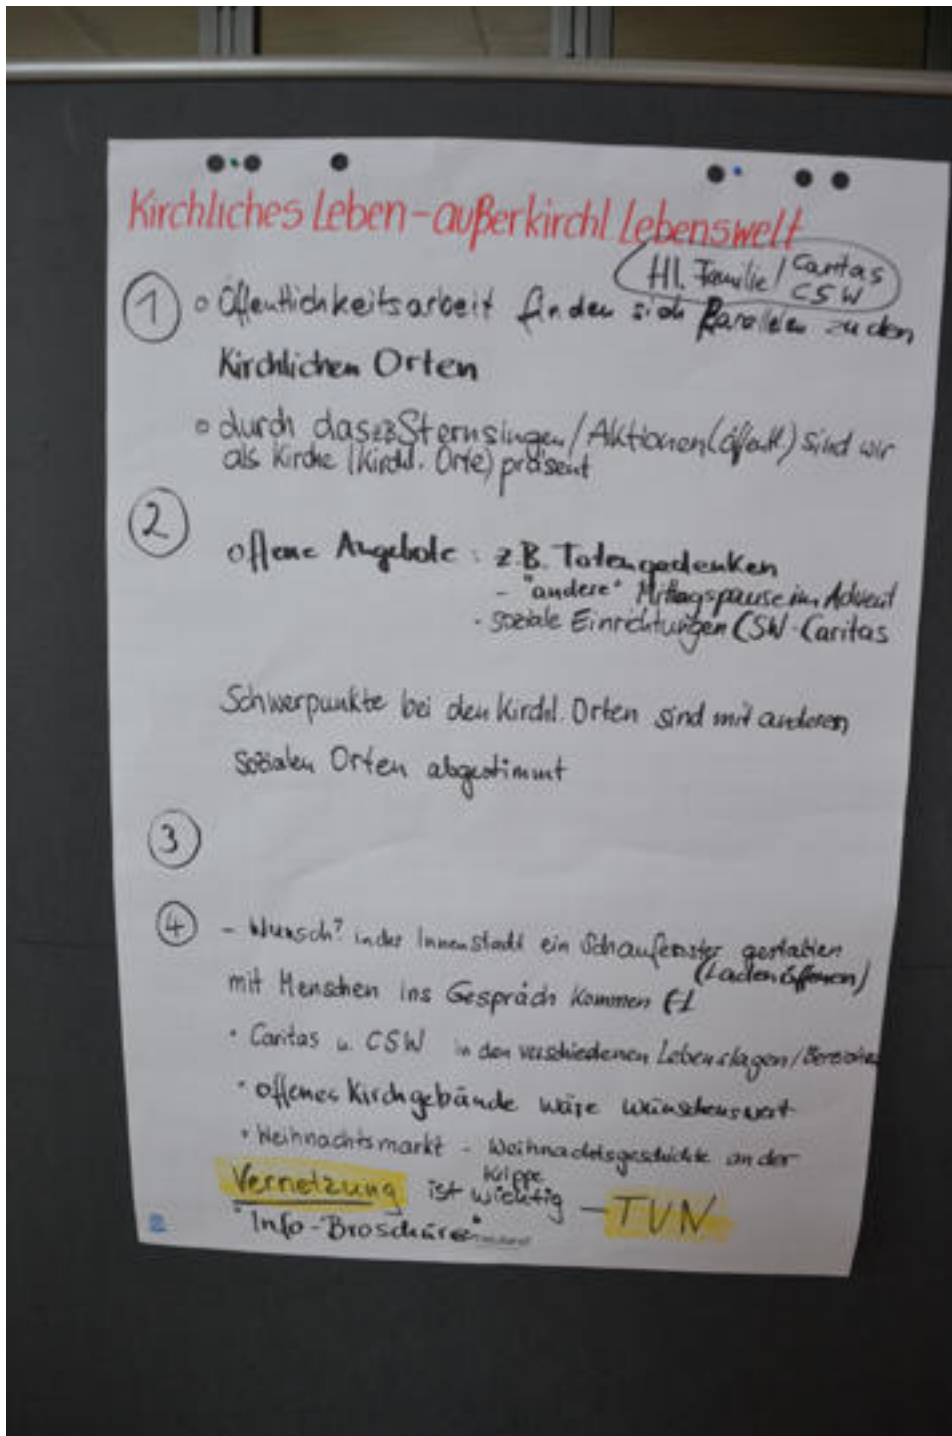 Kirchliches Leben-außerkirchl Lebenswelt
Hl. Familie / Caritas
CSW
1 Öffentlichkeitsarbeit finden sich Parallelen zu den
Kirchlichen Orten
durch das z.B Sternsingen / Aktionen (öffentl.) sind wir
als Kirche (Kirchl. Orte) präsent
2 offene Angebote : z.B. Totengedenken
- "andere" Mittagspause im Advent
- soziale Einrichtungen CSW - Caritas
Schwerpunkte bei den Kirchl. Orten sind mit anderen
sozialen Orten abgestimmt
3
4 - Wunsch? in der Innenstadt ein Schaufenster gestalten
(Laden öffnen)
mit Menschen ins Gespräch kommen
• Caritas u. CSW in den verschiedenen Lebenslagen / Bereichen
• offenes Kirchgebäude wäre wünschenswert
• Weihnachtsmarkt - Weihnachtsgeschichte an der
Krippe
Vernetzung ist wichtig - TVN
"Info-Broschüre"